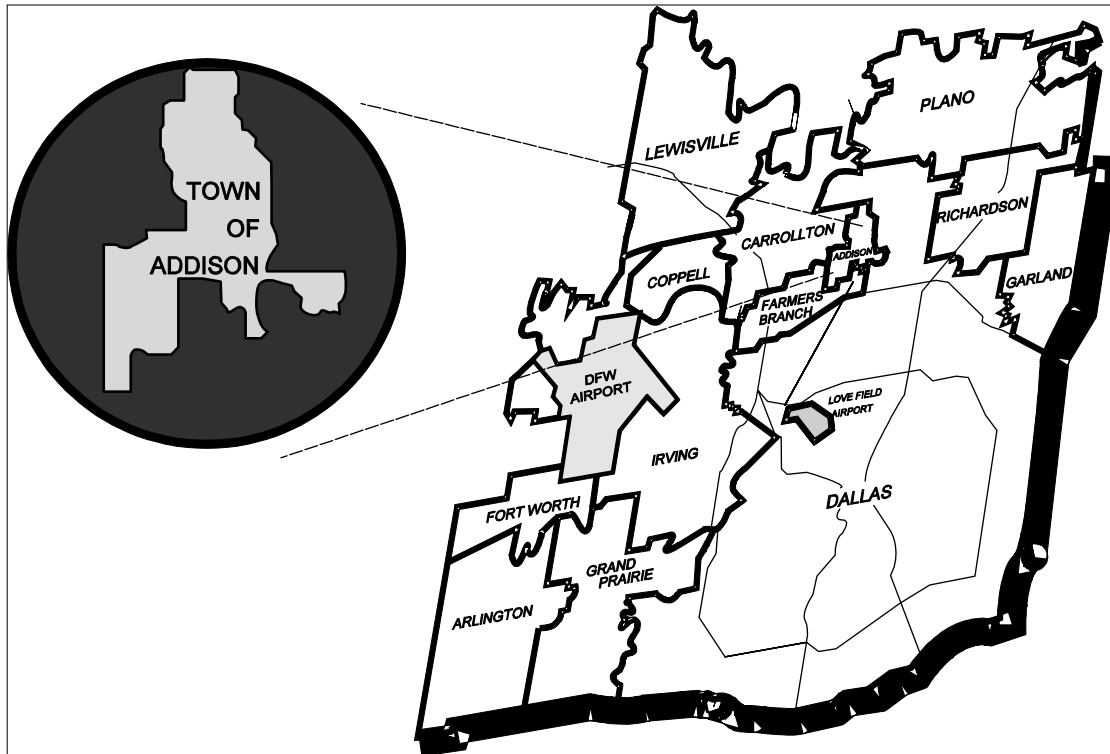 TOWN
OF
ADDISON
PLANO
LEWISVILLE
RICHARDSON
CARROLLTON
ADDISON
COPPELL
GARLAND
FARMERS
BRANCH
DFW
AIRPORT
LOVE FIELD
AIRPORT
IRVING
DALLAS
FORT WORTH
GRAND
PRAIRIE
ARLINGTON